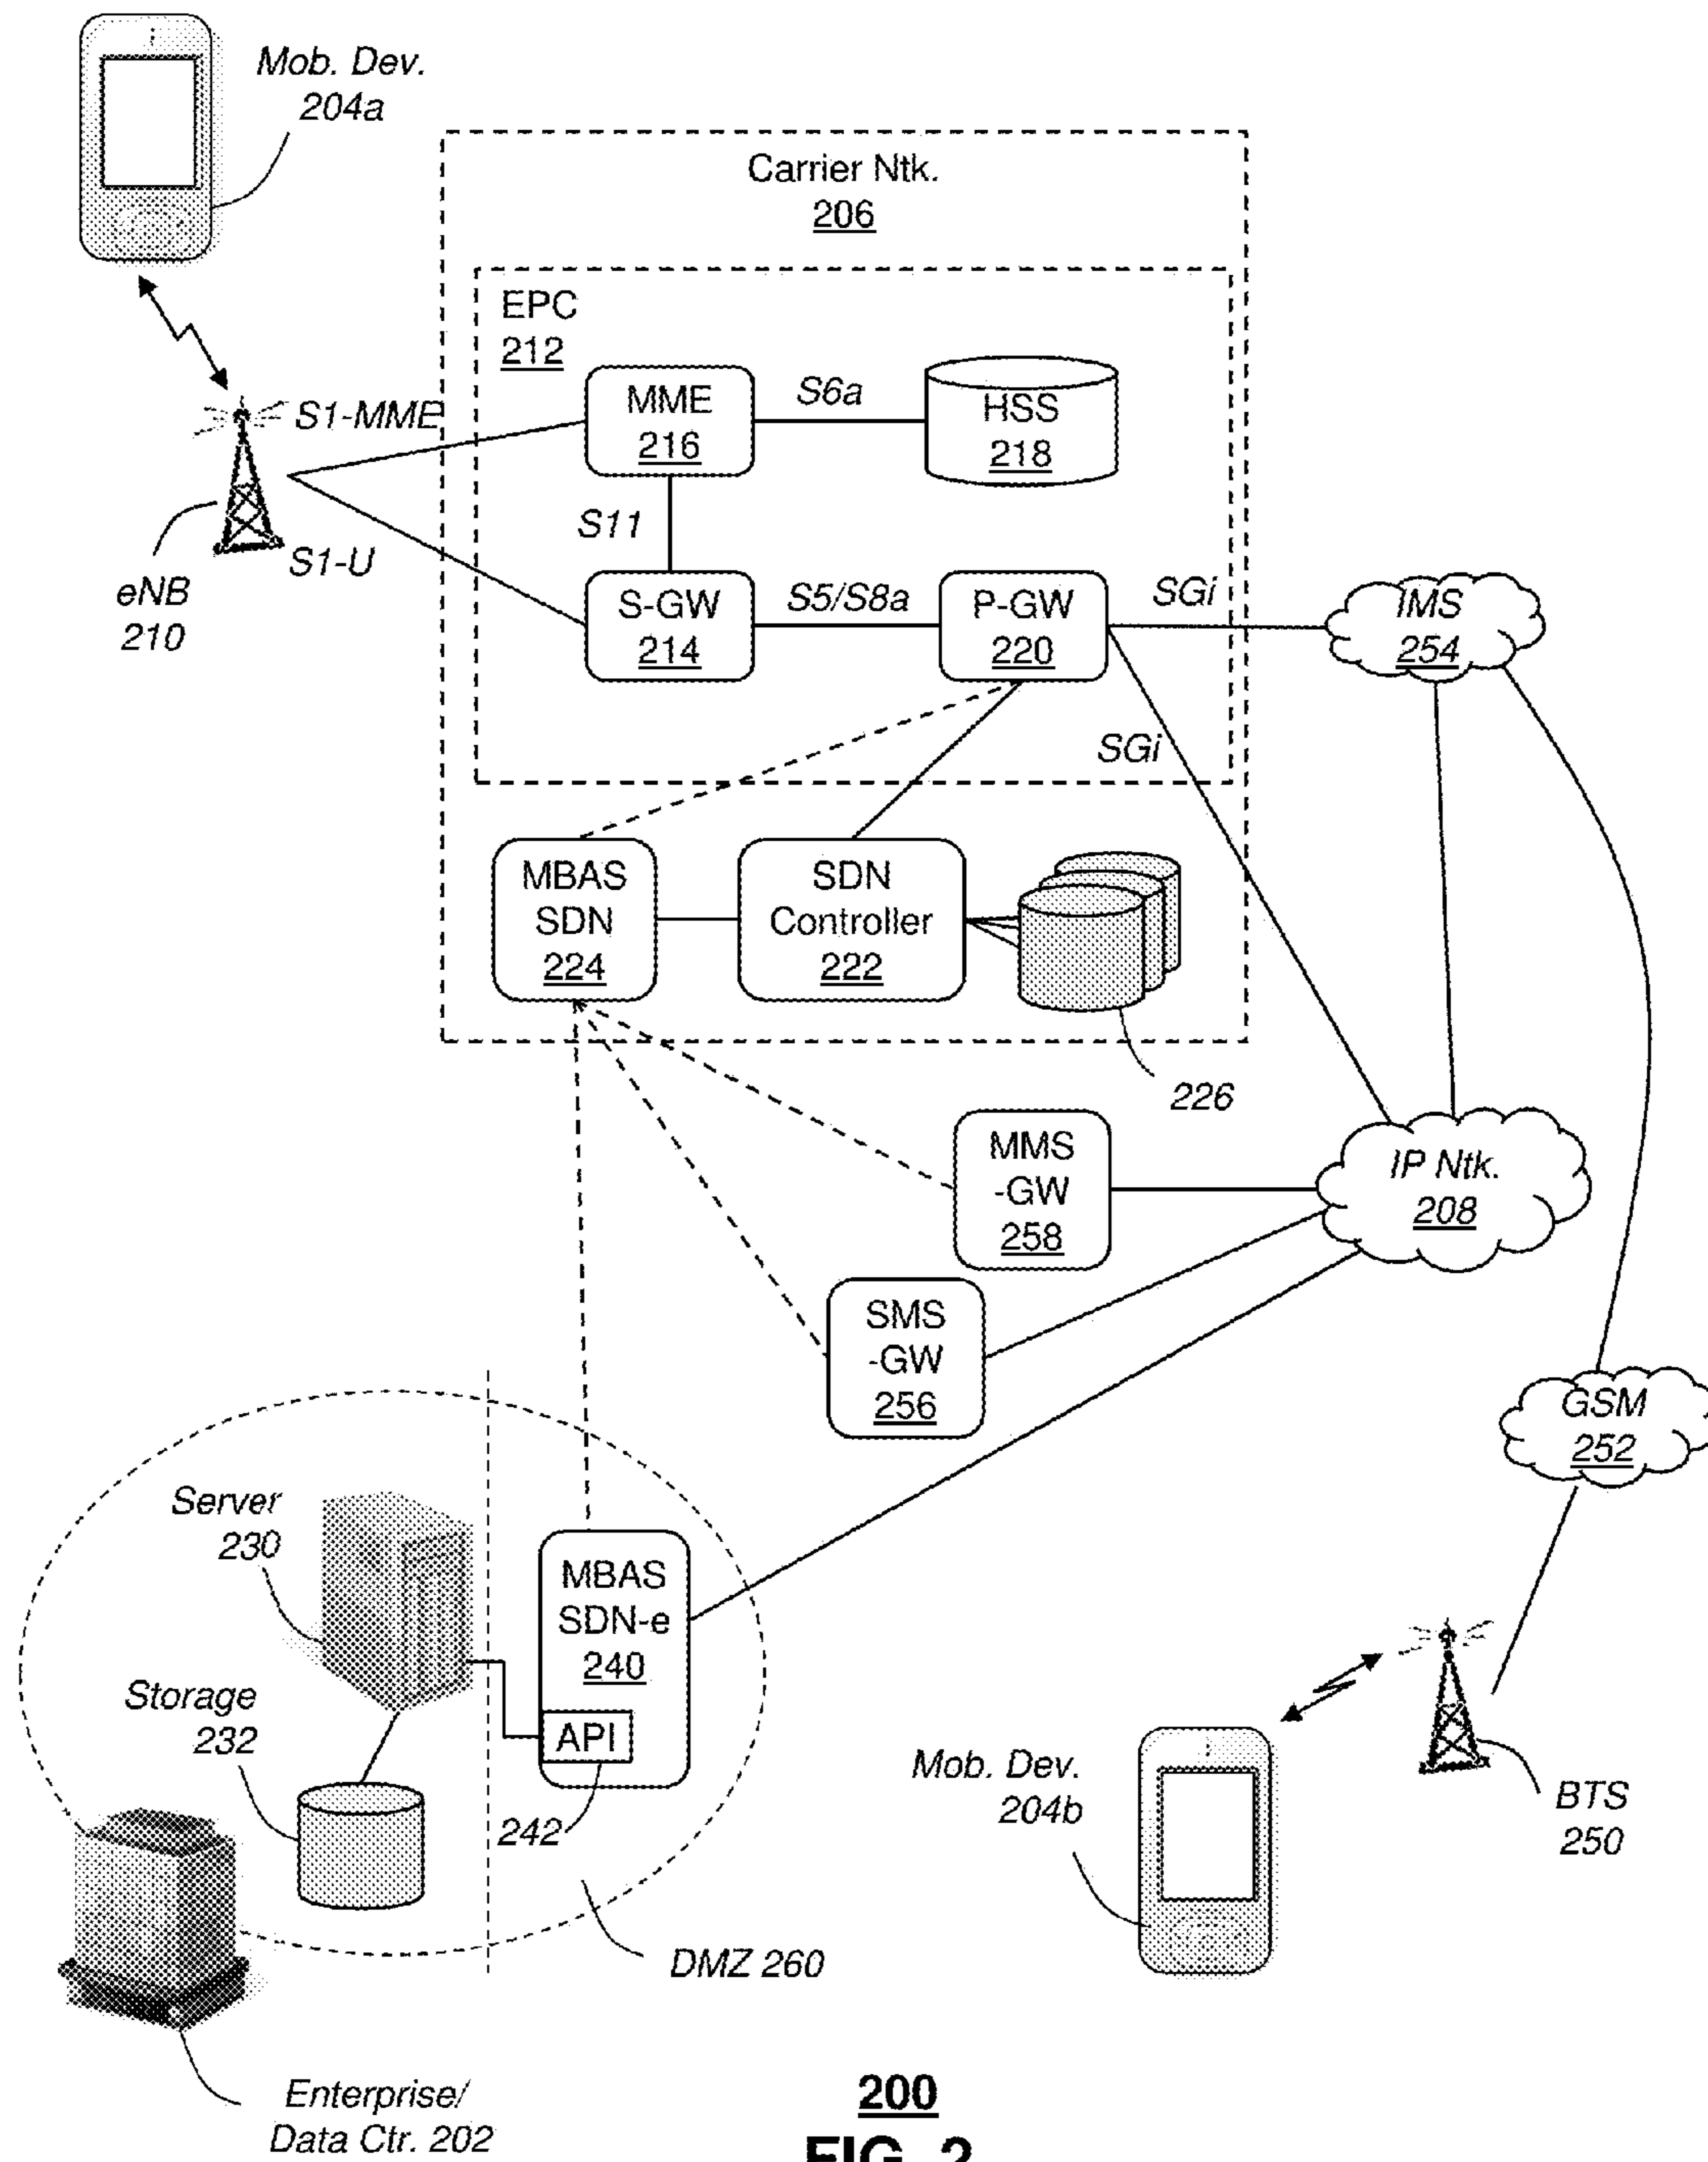 Mob. Dev.
204a
Carrier Ntk.
206
EPC
212
MME
216
S6a
HSS
218
S1-MME
S11
S1-U
eNB
210
S-GW
214
S5/S8a
P-GW
220
SGi
IMS
254
SGi
MBAS
SDN
224
SDN
Controller
222
226
MMS
-GW
258
IP Ntk.
208
SMS
-GW
256
GSM
252
Server
230
MBAS
SDN-e
240
Storage
232
API
242
Mob. Dev.
204b
BTS
250
DMZ 260
Enterprise/
Data Ctr. 202
200
FIG. 2